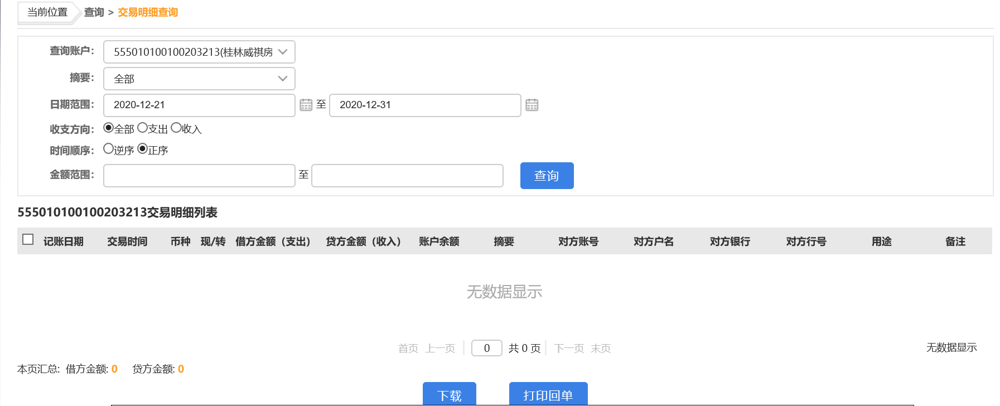 当前位置 查询 > 交易明细查询
查询账户: 555010100100203213(桂林威祺房
摘要: 全部
日期范围: 2020-12-21 至 2020-12-31
收支方向: 全部 支出 收入
时间顺序: 逆序 正序
金额范围: 至 查询
555010100100203213交易明细列表
记账日期 交易时间 币种 现/转 借方金额（支出） 贷方金额（收入） 账户余额 摘要 对方账号 对方户名 对方银行 对方行号 用途 备注
无数据显示
首页 上一页 0 共 0 页 下一页 末页 无数据显示
本页汇总: 借方金额: 0 贷方金额: 0
下载 打印回单